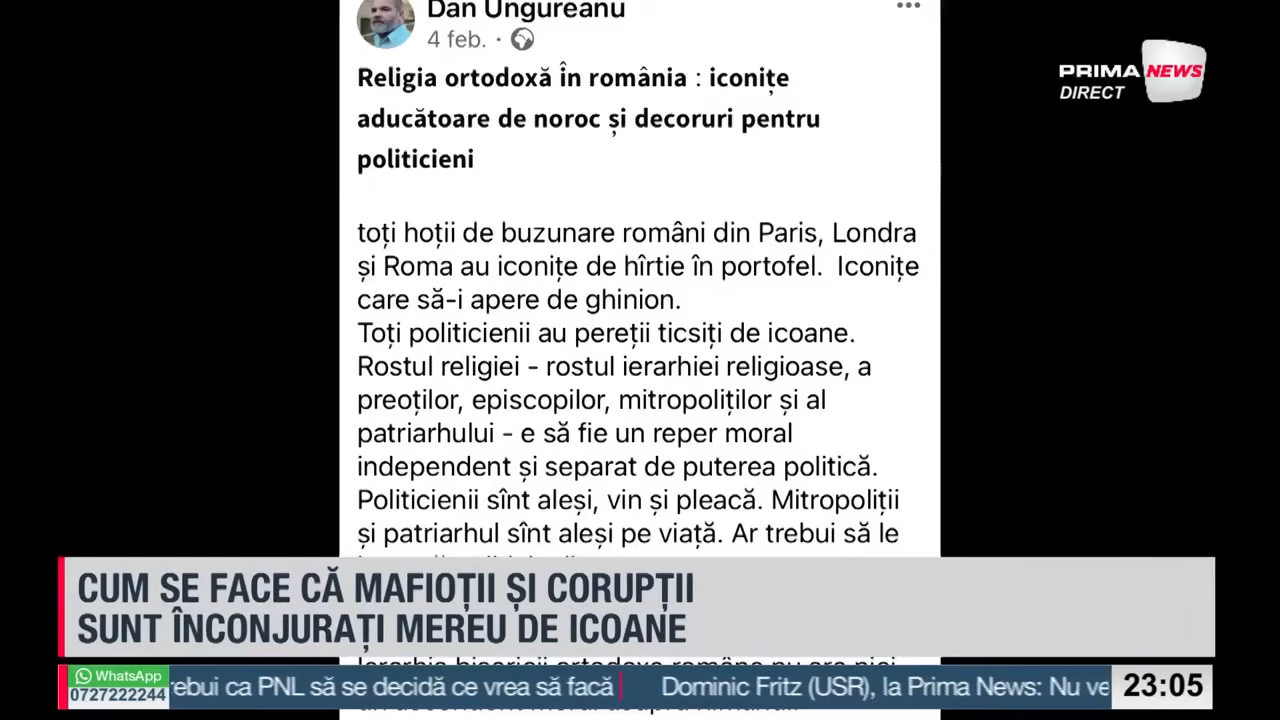 Dan Ungureanu
4 feb. ·
Religia ortodoxă în românia : iconițe
aducătoare de noroc și decoruri pentru
politicieni
toți hoții de buzunare români din Paris, Londra
și Roma au iconițe de hîrtie în portofel. Iconițe
care să-i apere de ghinion.
Toți politicienii au pereții ticsiți de icoane.
Rostul religiei - rostul ierarhiei religioase, a
preoților, episcopilor, mitropoliților și al
patriarhului - e să fie un reper moral
independent și separat de puterea politică.
Politicienii sînt aleși, vin și pleacă. Mitropoliții
și patriarhul sînt aleși pe viață. Ar trebui să le
PRIMA NEWS
DIRECT
CUM SE FACE CĂ MAFIOȚII ȘI CORUPȚII
SUNT ÎNCONJURAȚI MEREU DE ICOANE
WhatsApp
0727222244
rebui ca PNL să se decidă ce vrea să facă | Dominic Fritz (USR), la Prima News: Nu ve
23:05